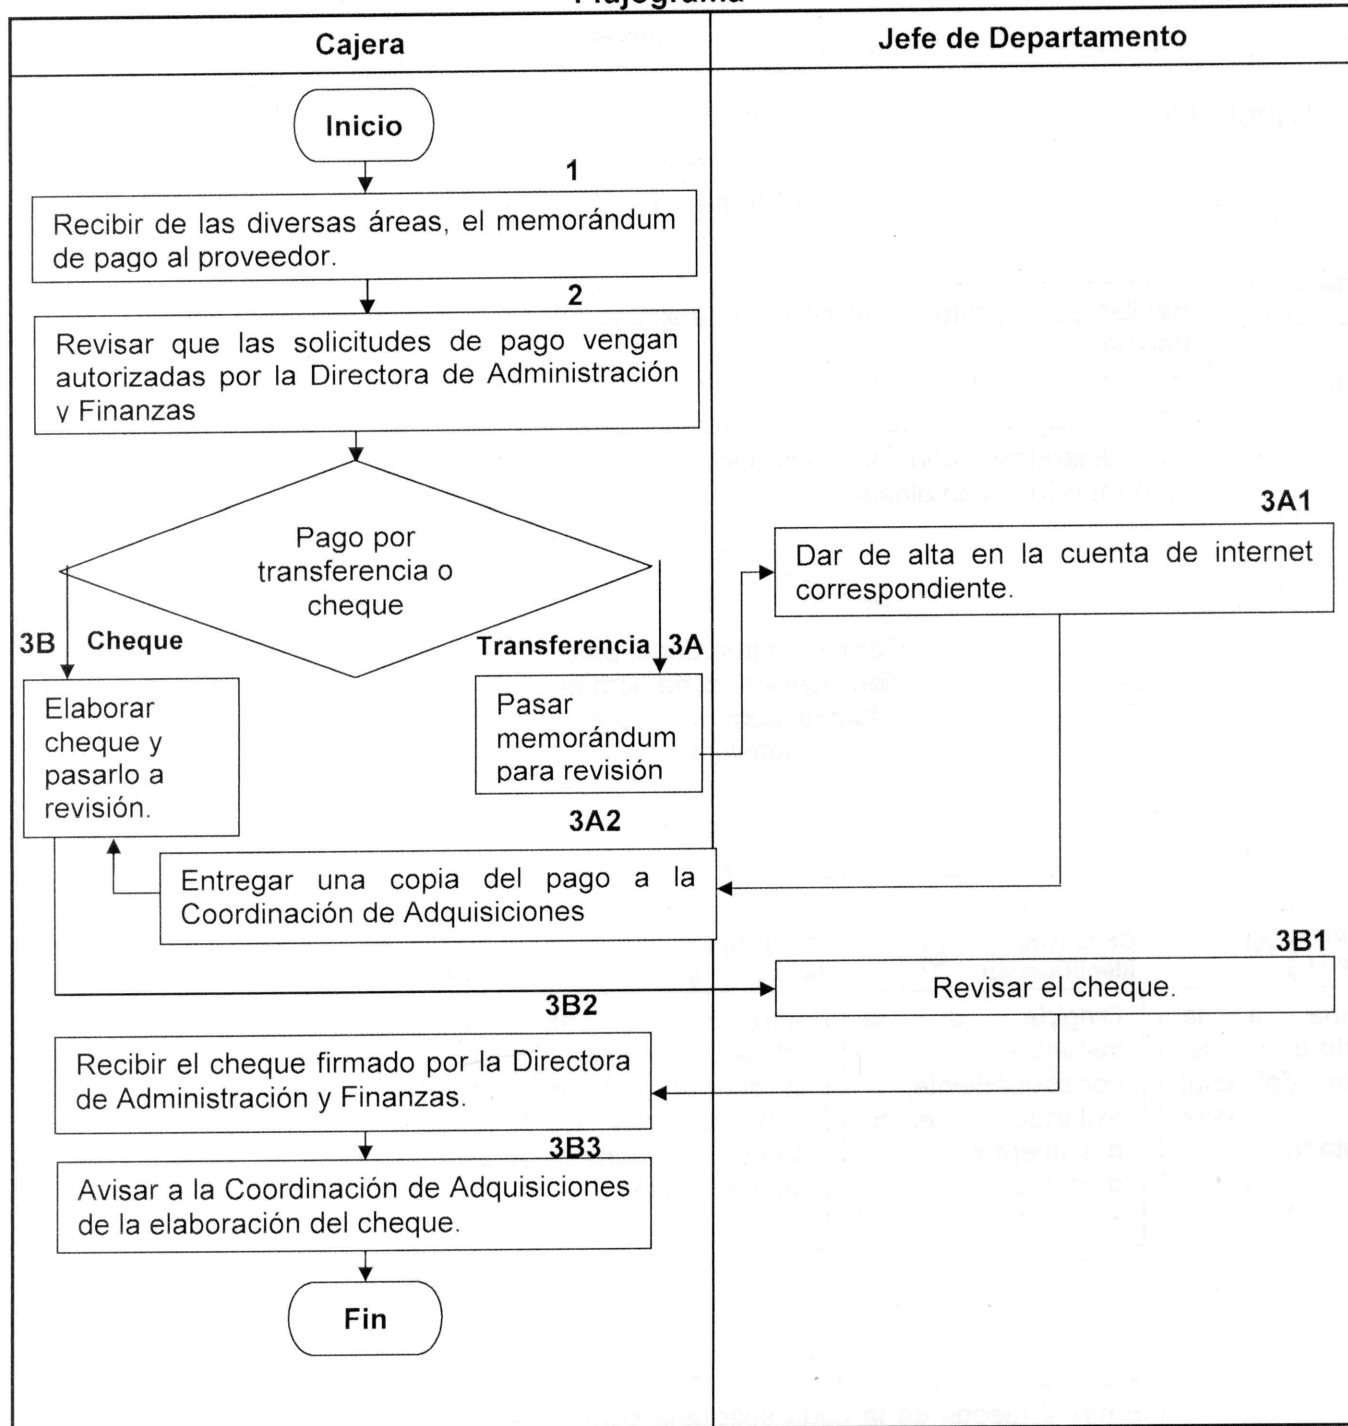 Flujograma
Cajera
Jefe de Departamento
Inicio
1
Recibir de las diversas áreas, el memorándum
de pago al proveedor.
2
Revisar que las solicitudes de pago vengan
autorizadas por la Directora de Administración
y Finanzas
Pago por
transferencia o
cheque
3A1
Dar de alta en la cuenta de internet
correspondiente.
3B Cheque
Transferencia 3A
Elaborar
cheque y
pasarlo a
revisión.
Pasar
memorándum
para revisión
3A2
Entregar una copia del pago a la
Coordinación de Adquisiciones
3B1
Revisar el cheque.
3B2
Recibir el cheque firmado por la Directora
de Administración y Finanzas.
3B3
Avisar a la Coordinación de Adquisiciones
de la elaboración del cheque.
Fin